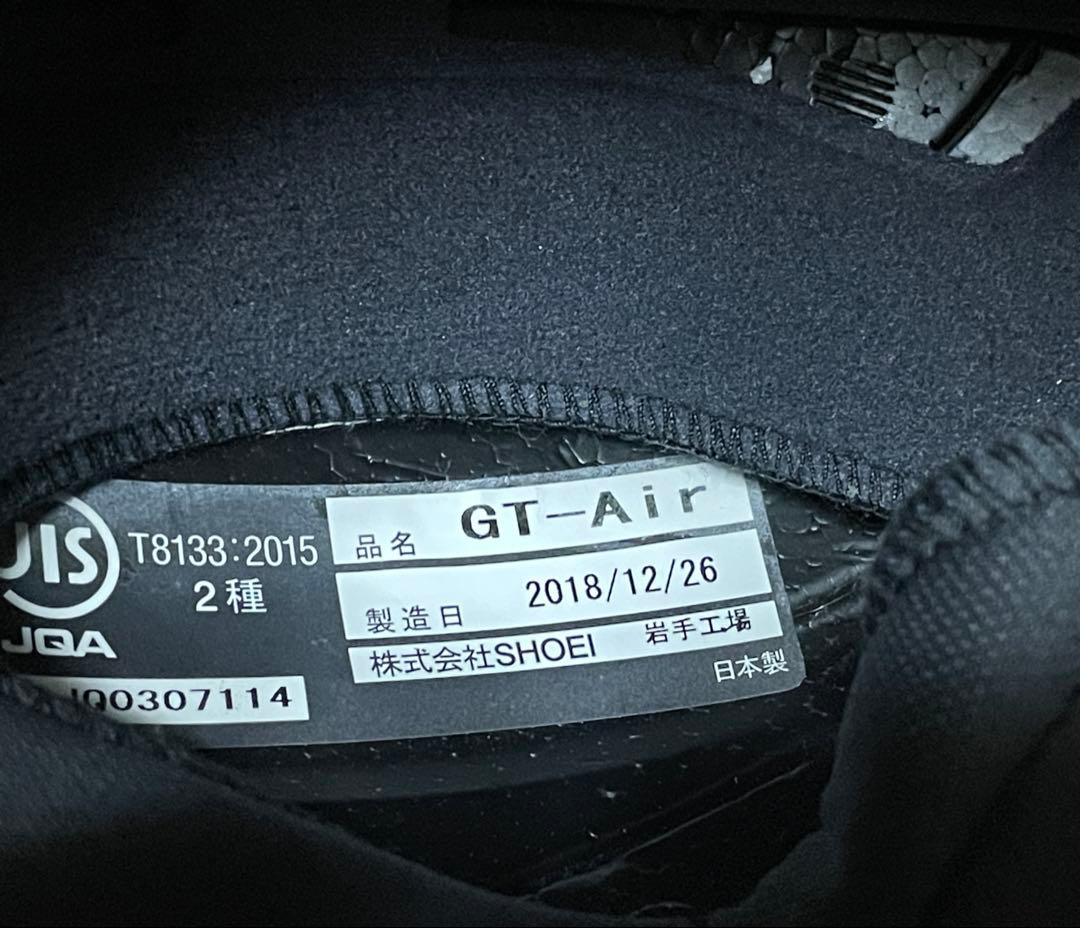 JIS
T8133:2015
2種
JQA
JQ0307114
品名 GT-Air
製造日 2018/12/26
株式会社SHOEI 岩手工場
日本製